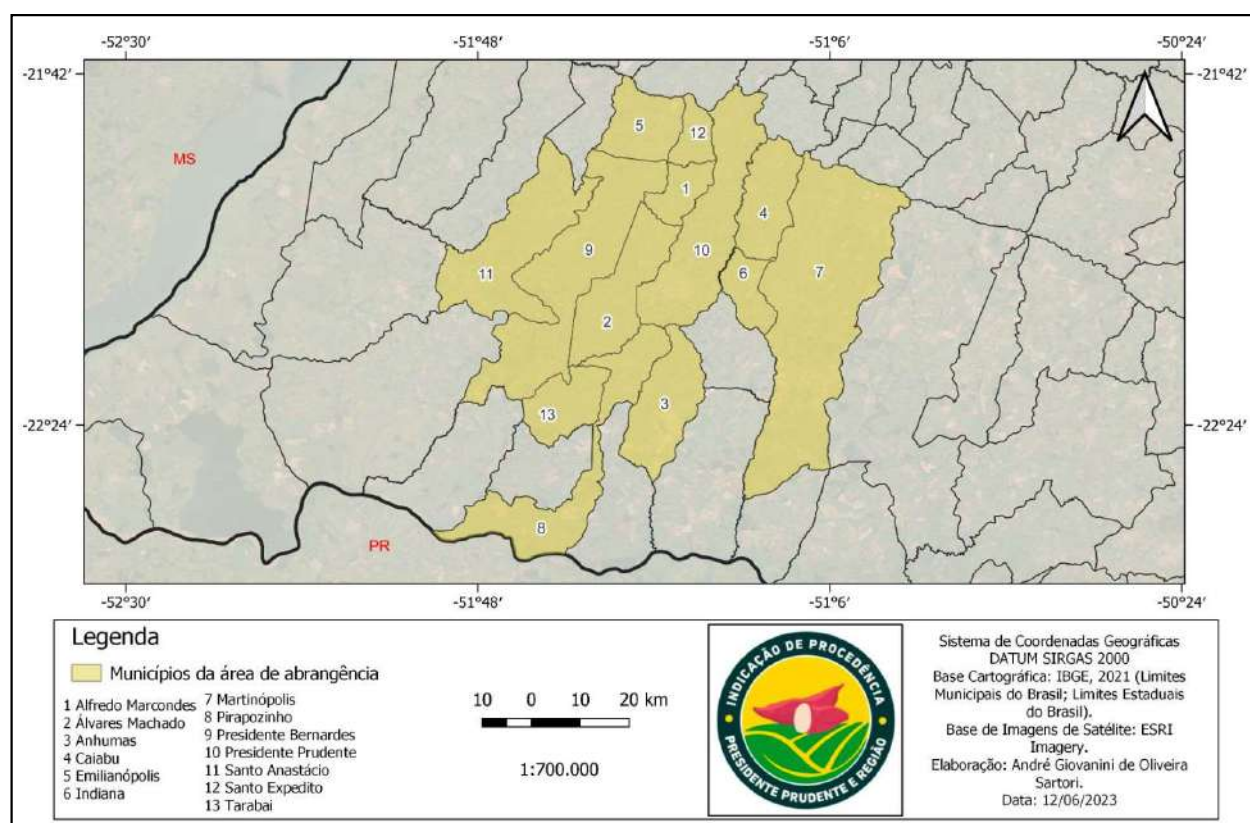 -52°30′ -51°48′ -51°6′ -50°24′
-21°42′ -21°42′
5
12
MS
1
4
9
10
11
6
7
2
-22°24′ -22°24′
3
13
8
PR
-52°30′ -51°48′ -51°6′ -50°24′
Legenda
Municípios da área de abrangência
1 Alfredo Marcondes
2 Álvares Machado
3 Anhumas
4 Caiabu
5 Emilianópolis
6 Indiana
7 Martinópolis
8 Pirapozinho
9 Presidente Bernardes
10 Presidente Prudente
11 Santo Anastácio
12 Santo Expedito
13 Tarabai
10 0 10 20 km
1:700.000
INDICAÇÃO DE PROCEDÊNCIA
PRESIDENTE PRUDENTE E REGIÃO
Sistema de Coordenadas Geográficas
DATUM SIRGAS 2000
Base Cartográfica: IBGE, 2021 (Limites
Municipais do Brasil; Limites Estaduais
do Brasil).
Base de Imagens de Satélite: ESRI
Imagery.
Elaboração: André Giovanini de Oliveira
Sartori.
Data: 12/06/2023